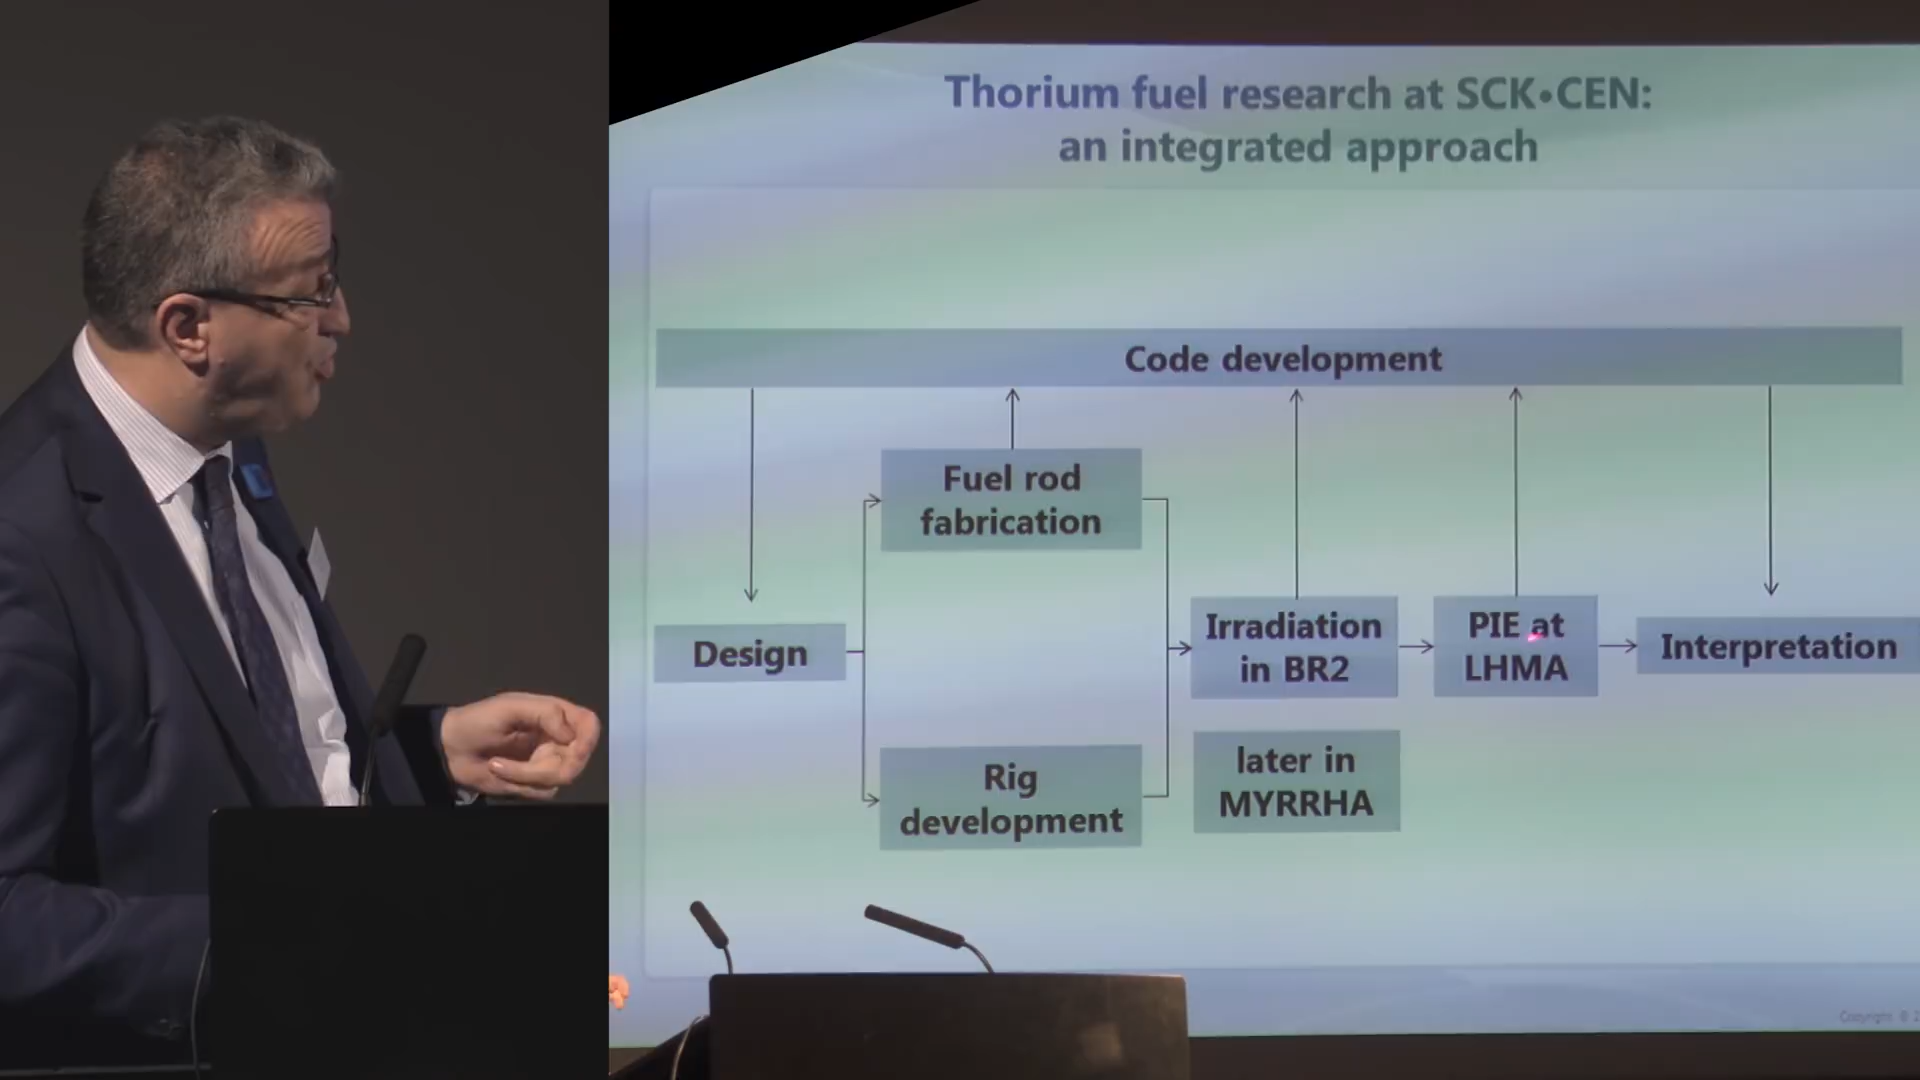 Thorium fuel research at SCK•CEN:
an integrated approach
Code development
Fuel rod
fabrication
Design
Irradiation
in BR2
PIE at
LHMA
Interpretation
Rig
development
later in
MYRRHA
Copyright ©